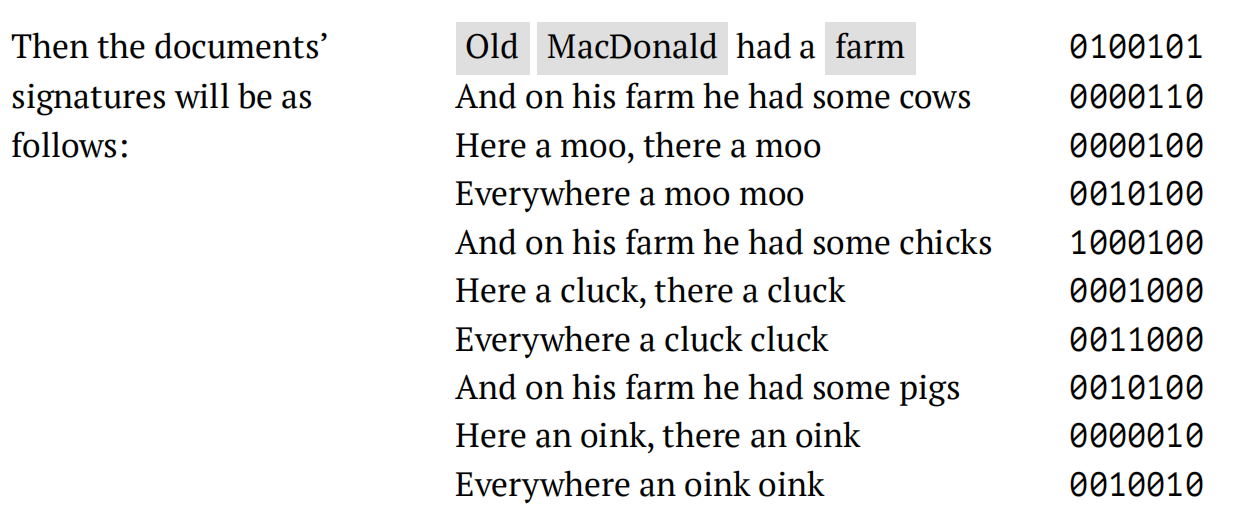 Then the documents’
signatures will be as
follows:
Old MacDonald had a farm 0100101
And on his farm he had some cows 0000110
Here a moo, there a moo 0000100
Everywhere a moo moo 0010100
And on his farm he had some chicks 1000100
Here a cluck, there a cluck 0001000
Everywhere a cluck cluck 0011000
And on his farm he had some pigs 0010100
Here an oink, there an oink 0000010
Everywhere an oink oink 0010010